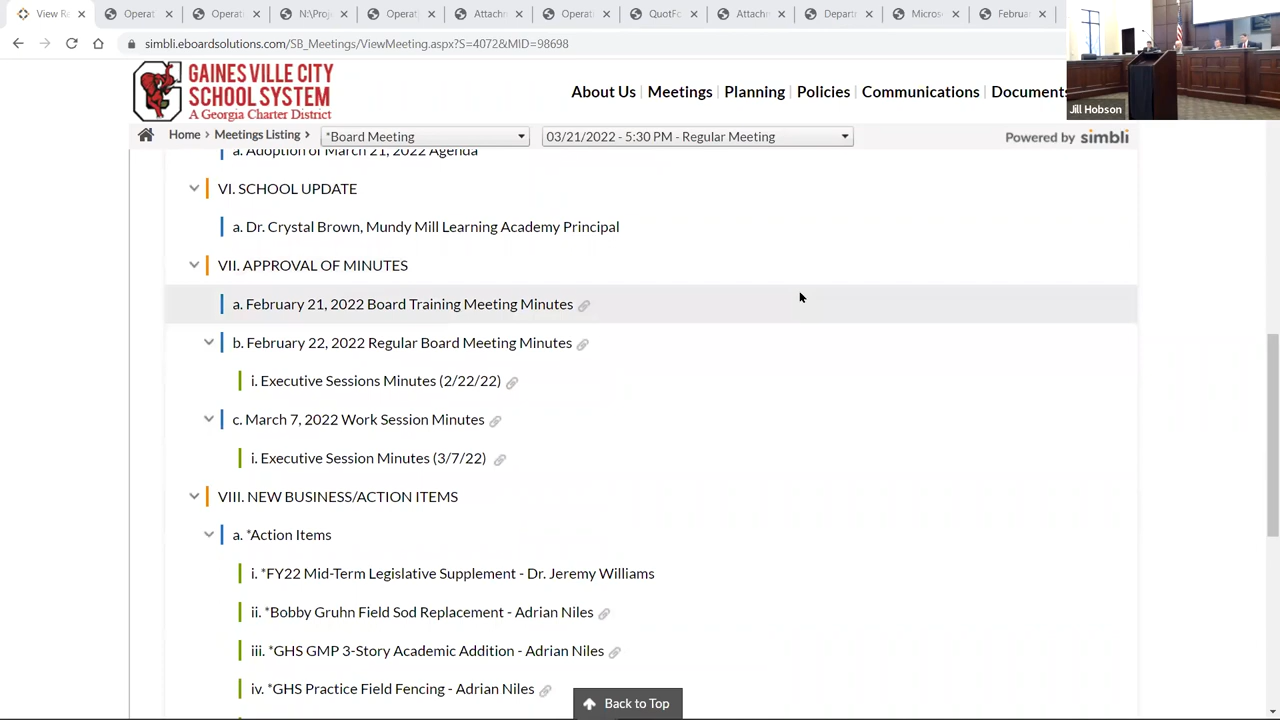 View R
Operat
Operat
N:\Proj
Operat
Attachn
Operati
QuotFc
Attachn
Departr
Micros
Februar
simbli.eboardsolutions.com/SB_Meetings/ViewMeeting.aspx?S=4072&MID=98698
GAINESVILLE CITY
SCHOOL SYSTEM
A Georgia Charter District
About Us Meetings Planning Policies Communications Documents
Jill Hobson
Home > Meetings Listing > *Board Meeting 03/21/2022 - 5:30 PM - Regular Meeting Powered by simbli
a. Adoption of March 21, 2022 Agenda
VI. SCHOOL UPDATE
a. Dr. Crystal Brown, Mundy Mill Learning Academy Principal
VII. APPROVAL OF MINUTES
a. February 21, 2022 Board Training Meeting Minutes
b. February 22, 2022 Regular Board Meeting Minutes
i. Executive Sessions Minutes (2/22/22)
c. March 7, 2022 Work Session Minutes
i. Executive Session Minutes (3/7/22)
VIII. NEW BUSINESS/ACTION ITEMS
a. *Action Items
i. *FY22 Mid-Term Legislative Supplement - Dr. Jeremy Williams
ii. *Bobby Gruhn Field Sod Replacement - Adrian Niles
iii. *GHS GMP 3-Story Academic Addition - Adrian Niles
iv. *GHS Practice Field Fencing - Adrian Niles
Back to Top